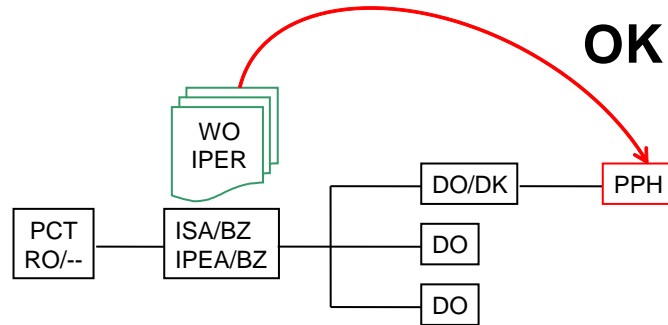 OK
WO
IPER
DO/DK
PPH
PCT
RO/--
ISA/BZ
IPEA/BZ
DO
DO